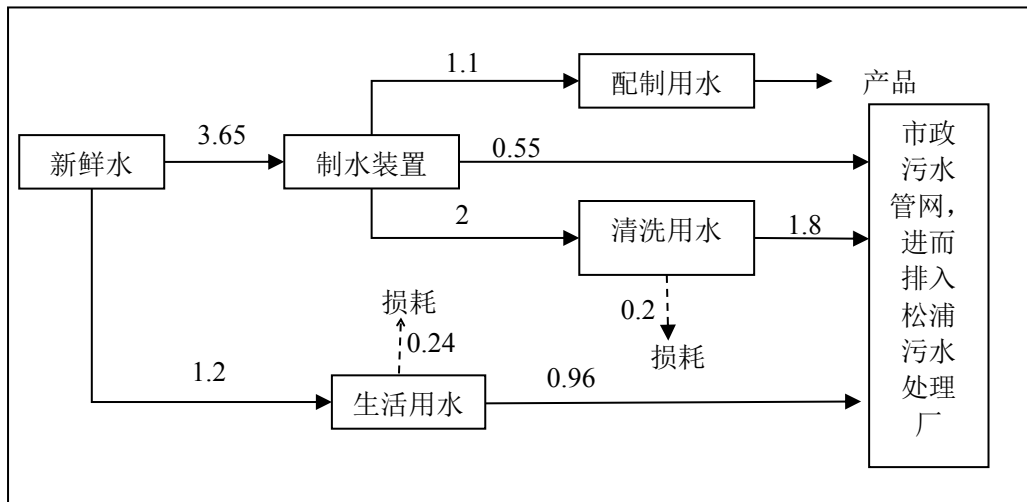 1.1
配制用水
产品
新鲜水
3.65
制水装置
0.55
2
清洗用水
1.8
市政
污水
管网，
进而
排入
松浦
污水
处理
厂
损耗
0.24
0.2
损耗
1.2
生活用水
0.96